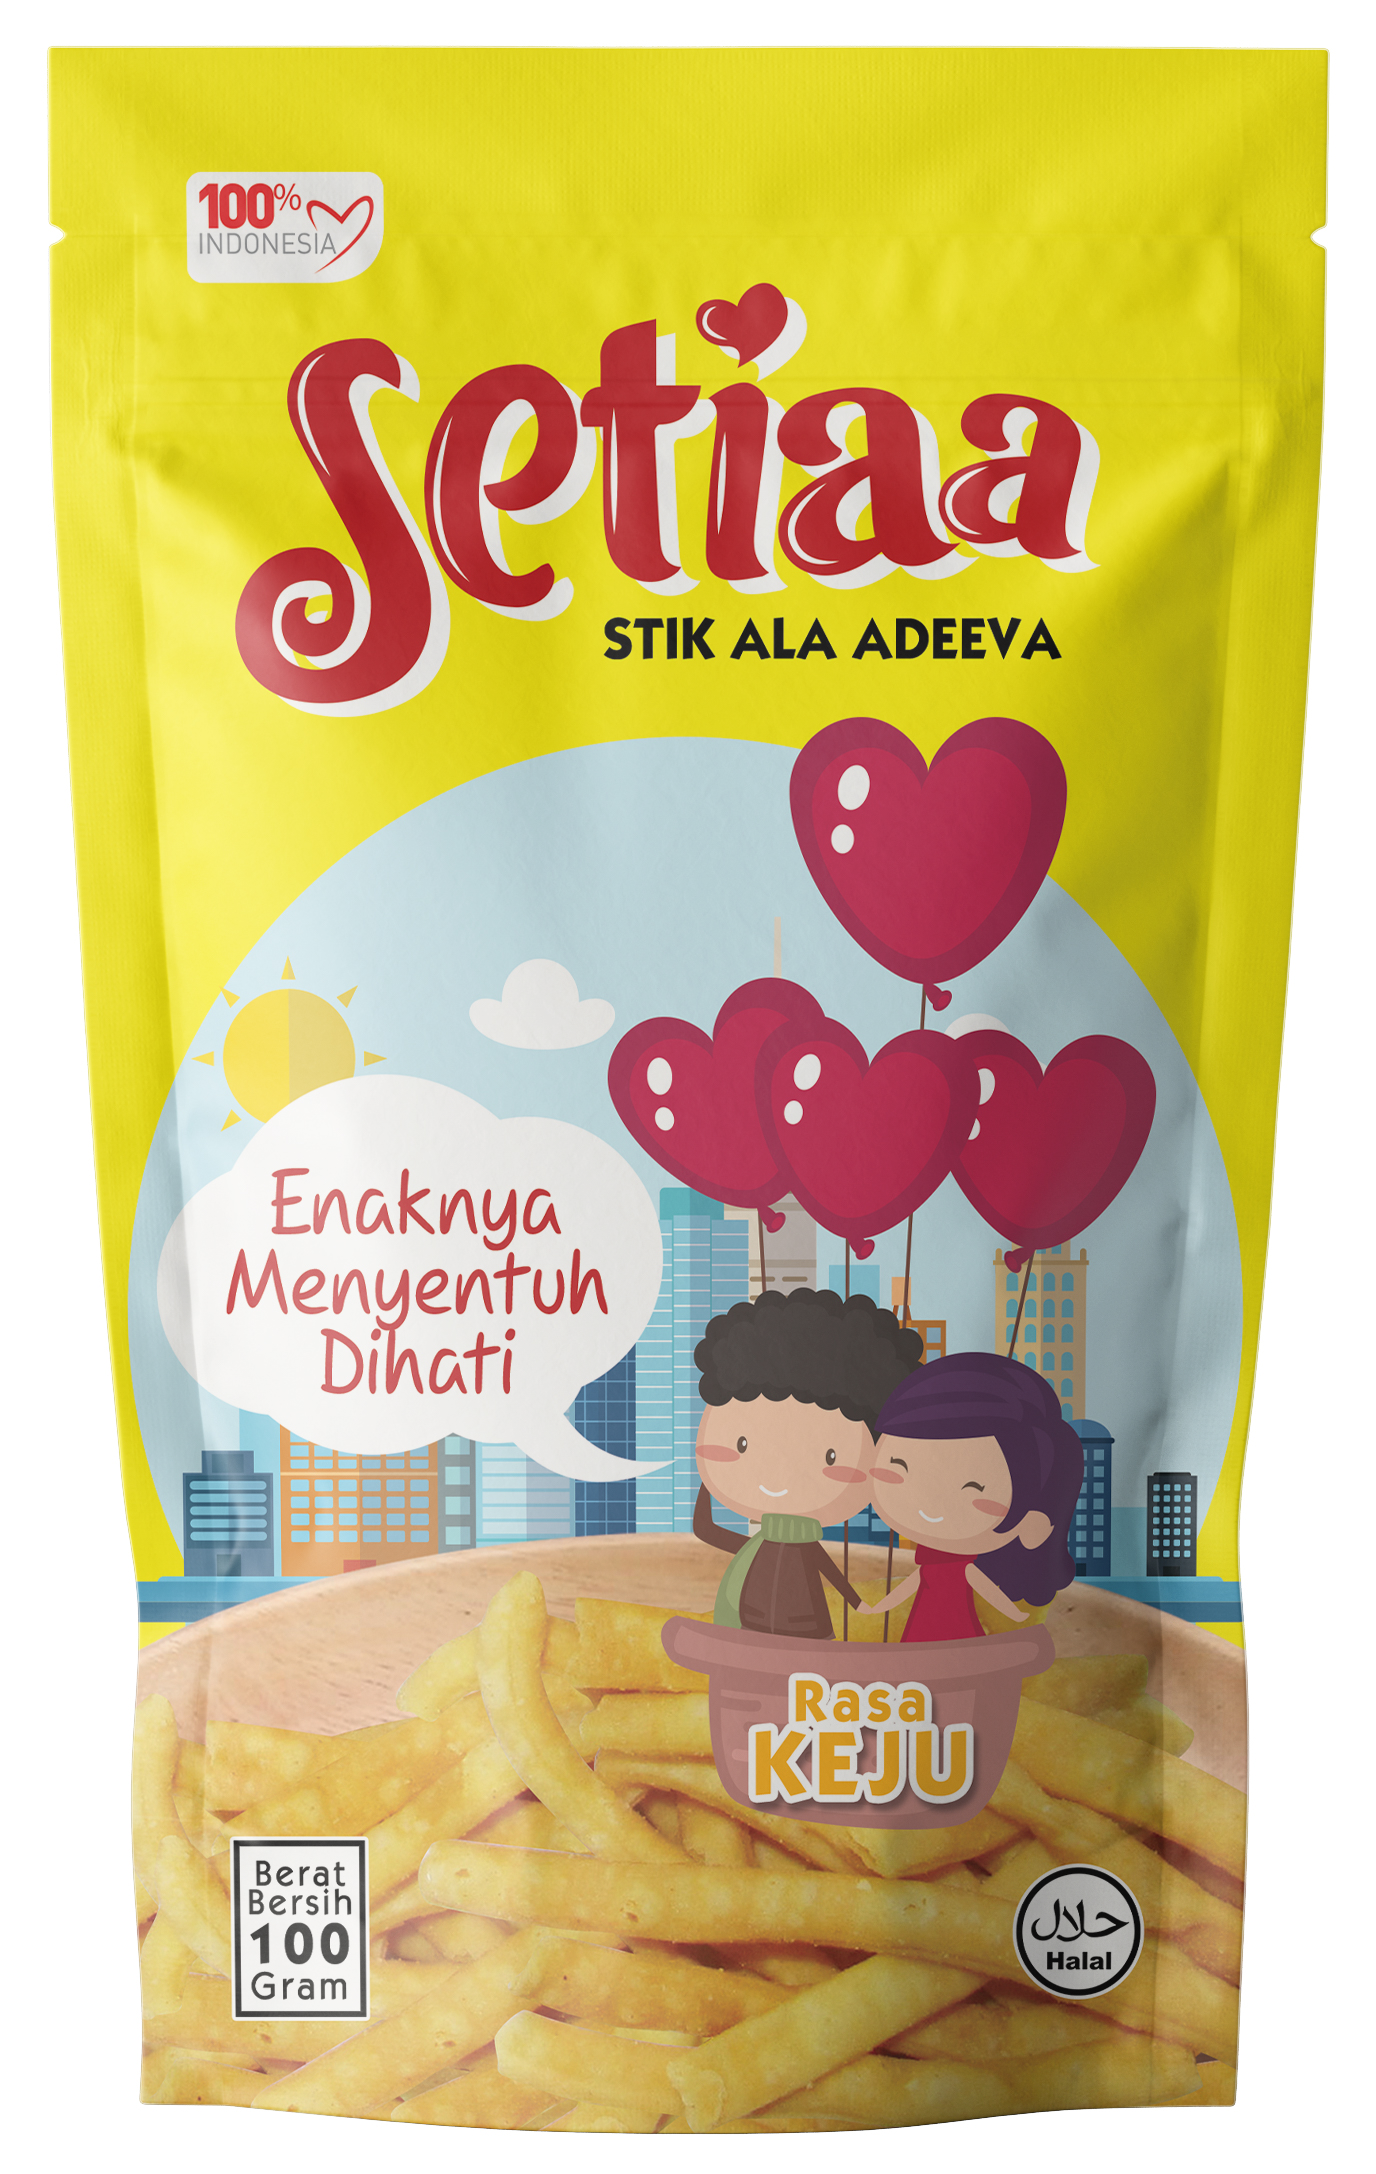 100%
INDONESIA
Setiaa
STIK ALA ADEEVA
Enaknya
Menyentuh
Dihati
Rasa
KEJU
Berat
Bersih
100
Gram
حلال
Halal